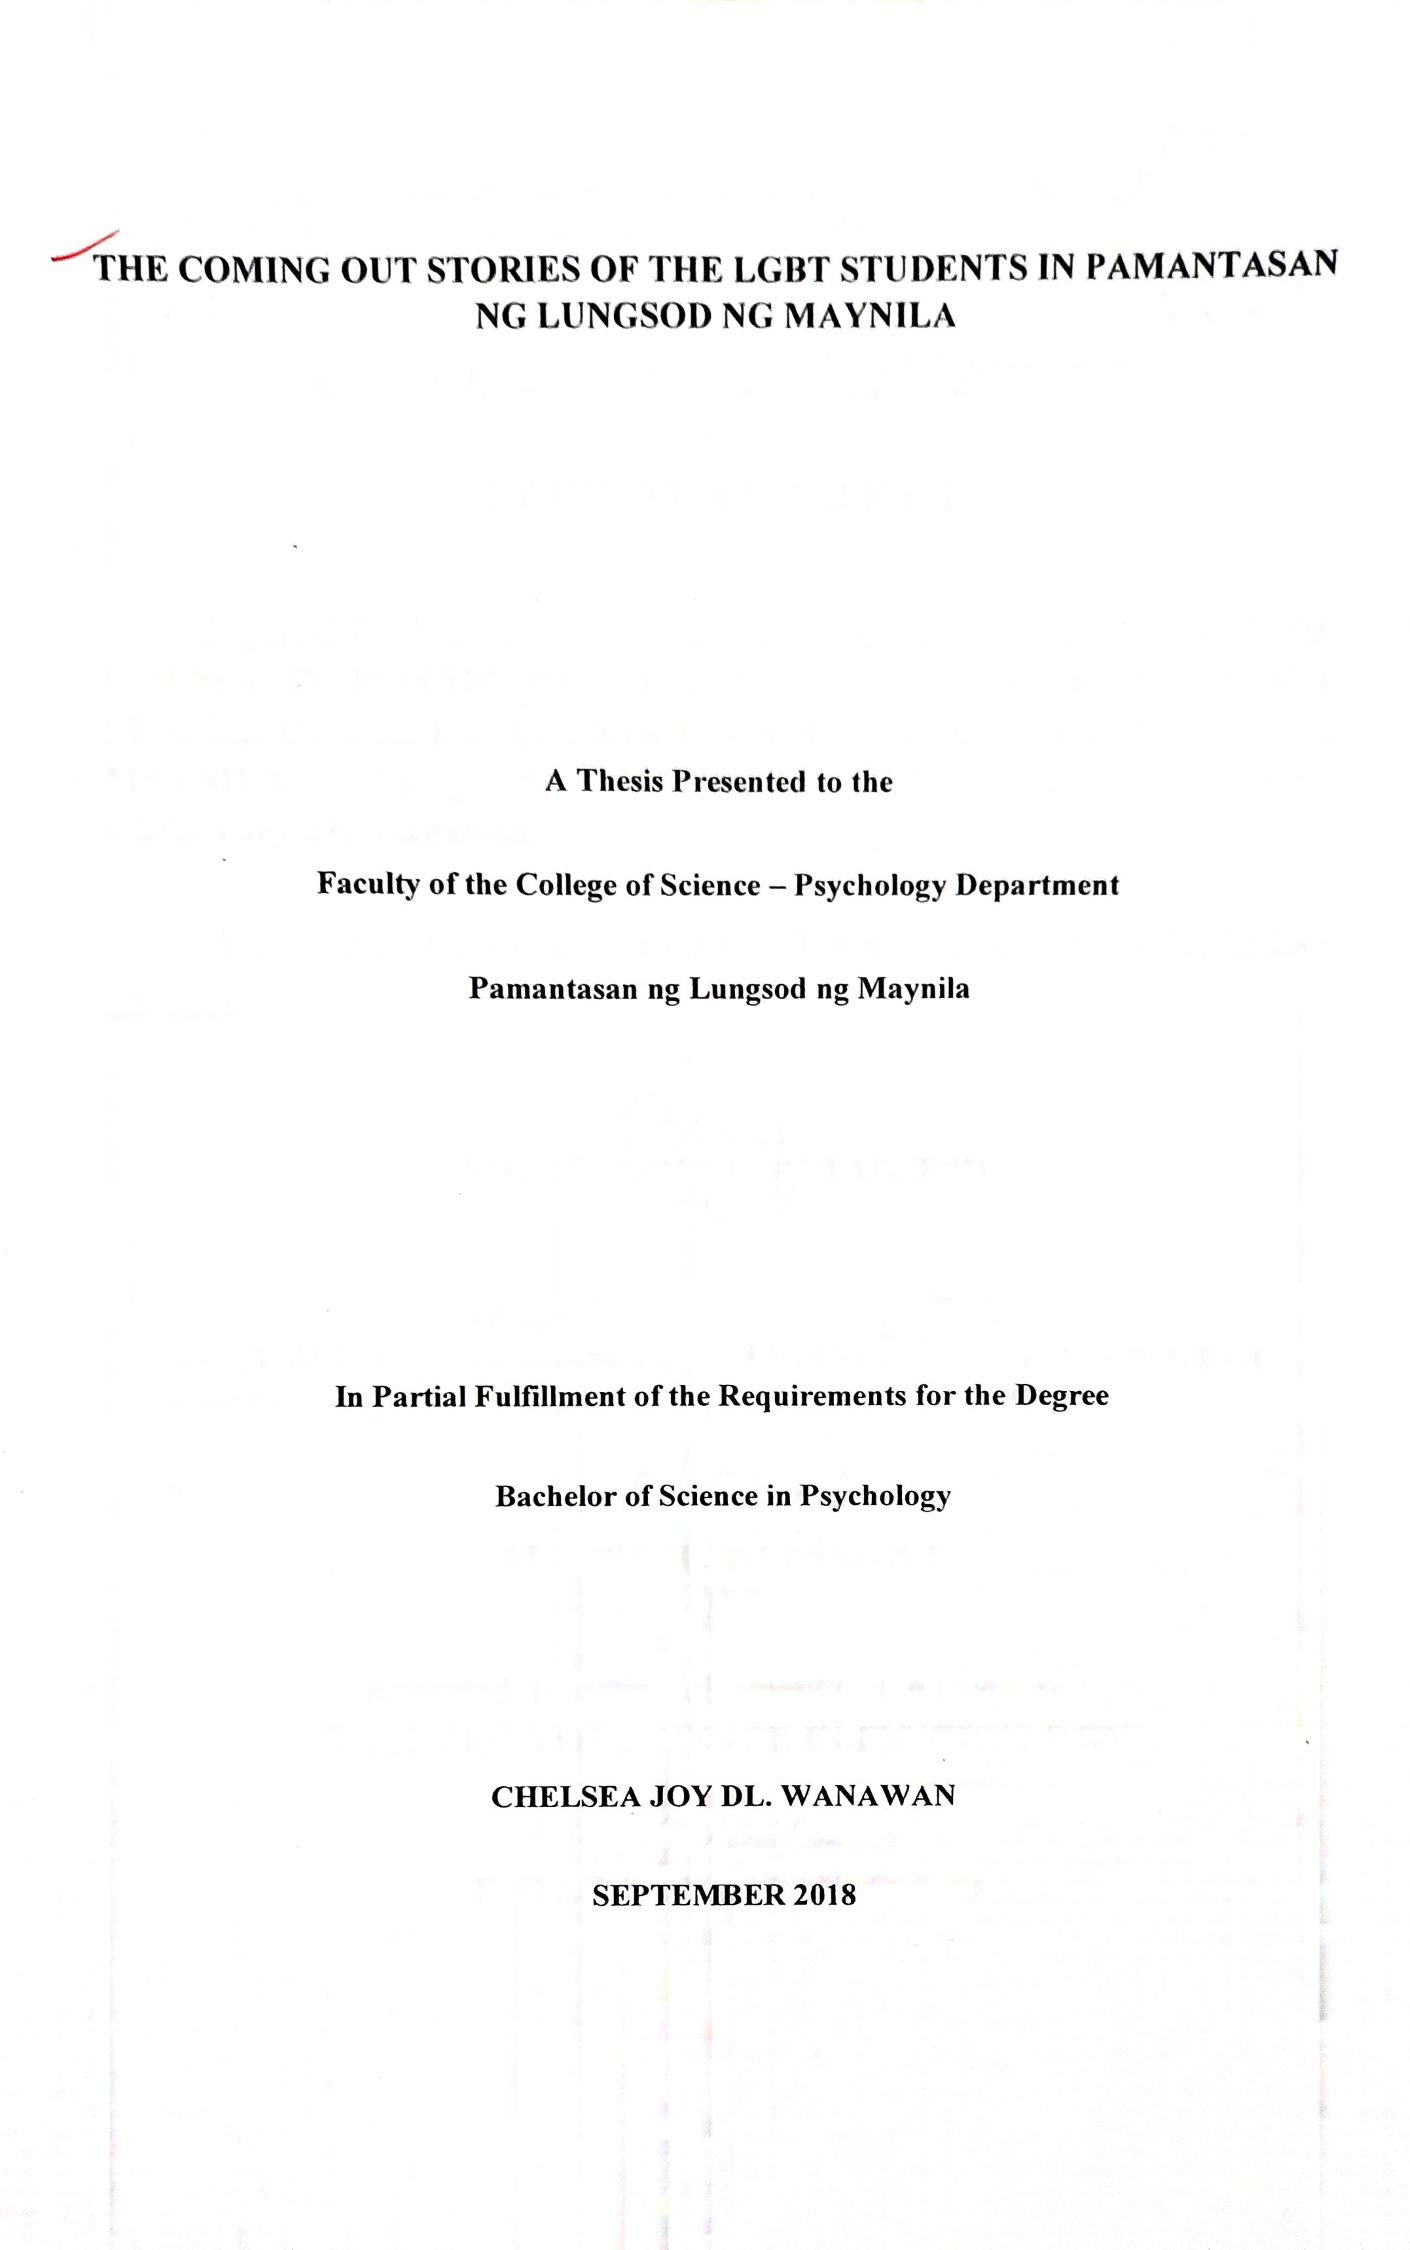 THE COMING OUT STORIES OF THE LGBT STUDENTS IN PAMANTASAN
NG LUNGSOD NG MAYNILA
A Thesis Presented to the
Faculty of the College of Science – Psychology Department
Pamantasan ng Lungsod ng Maynila
In Partial Fulfillment of the Requirements for the Degree
Bachelor of Science in Psychology
CHELSEA JOY DL. WANAWAN
SEPTEMBER 2018